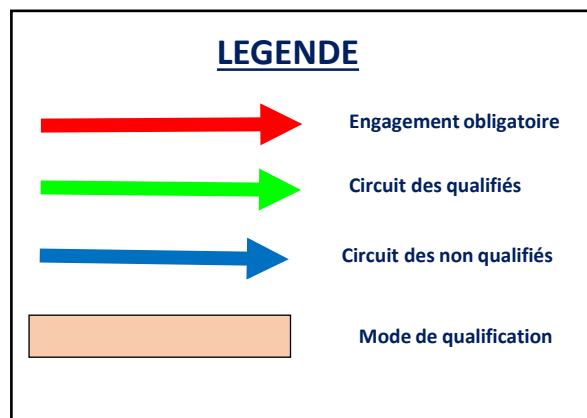 LEGENDE
Engagement obligatoire
Circuit des qualifiés
Circuit des non qualifiés
Mode de qualification